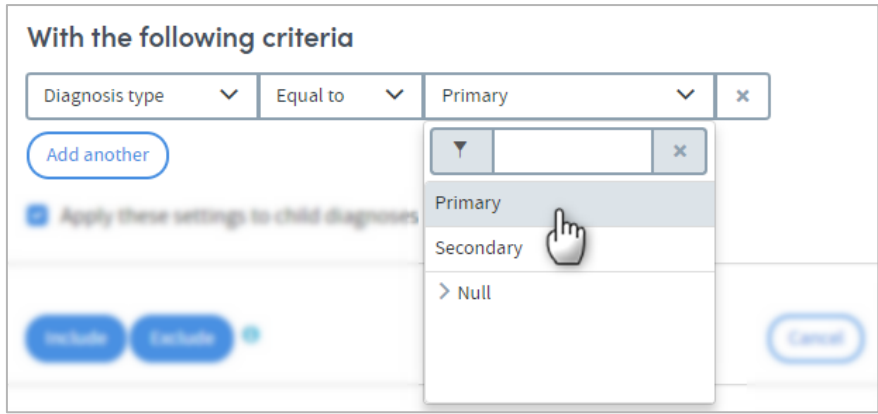 With the following criteria
Diagnosis type Equal to Primary
Add another
Primary
Apply these settings to child diagnoses
Secondary
Null
Include Exclude Cancel